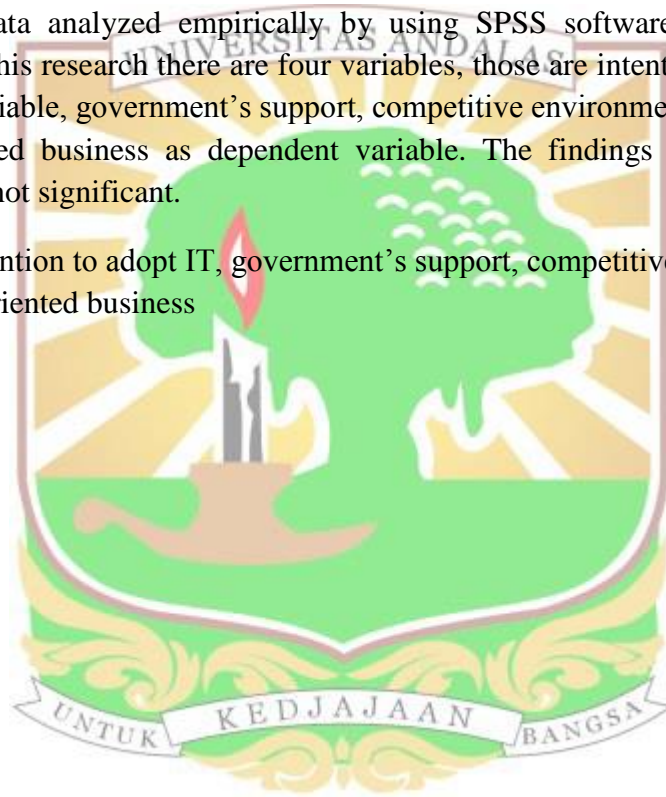 ata analyzed empirically by using SPSS software
UNIVERSITAS ANDALAS
his research there are four variables, those are intent
iable, government's support, competitive environme
ed business as dependent variable. The findings
not significant.
ntion to adopt IT, government's support, competitive
riented business
UNTUK KEDJAJAAN BANGSA